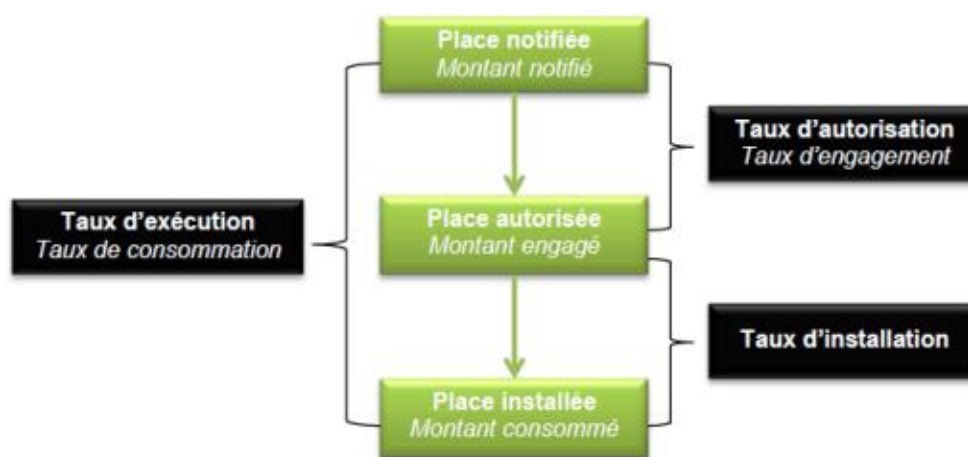 Place notifiée
Montant notifié
Taux d'autorisation
Taux d'engagement
Taux d'exécution
Taux de consommation
Place autorisée
Montant engagé
Taux d'installation
Place installée
Montant consommé